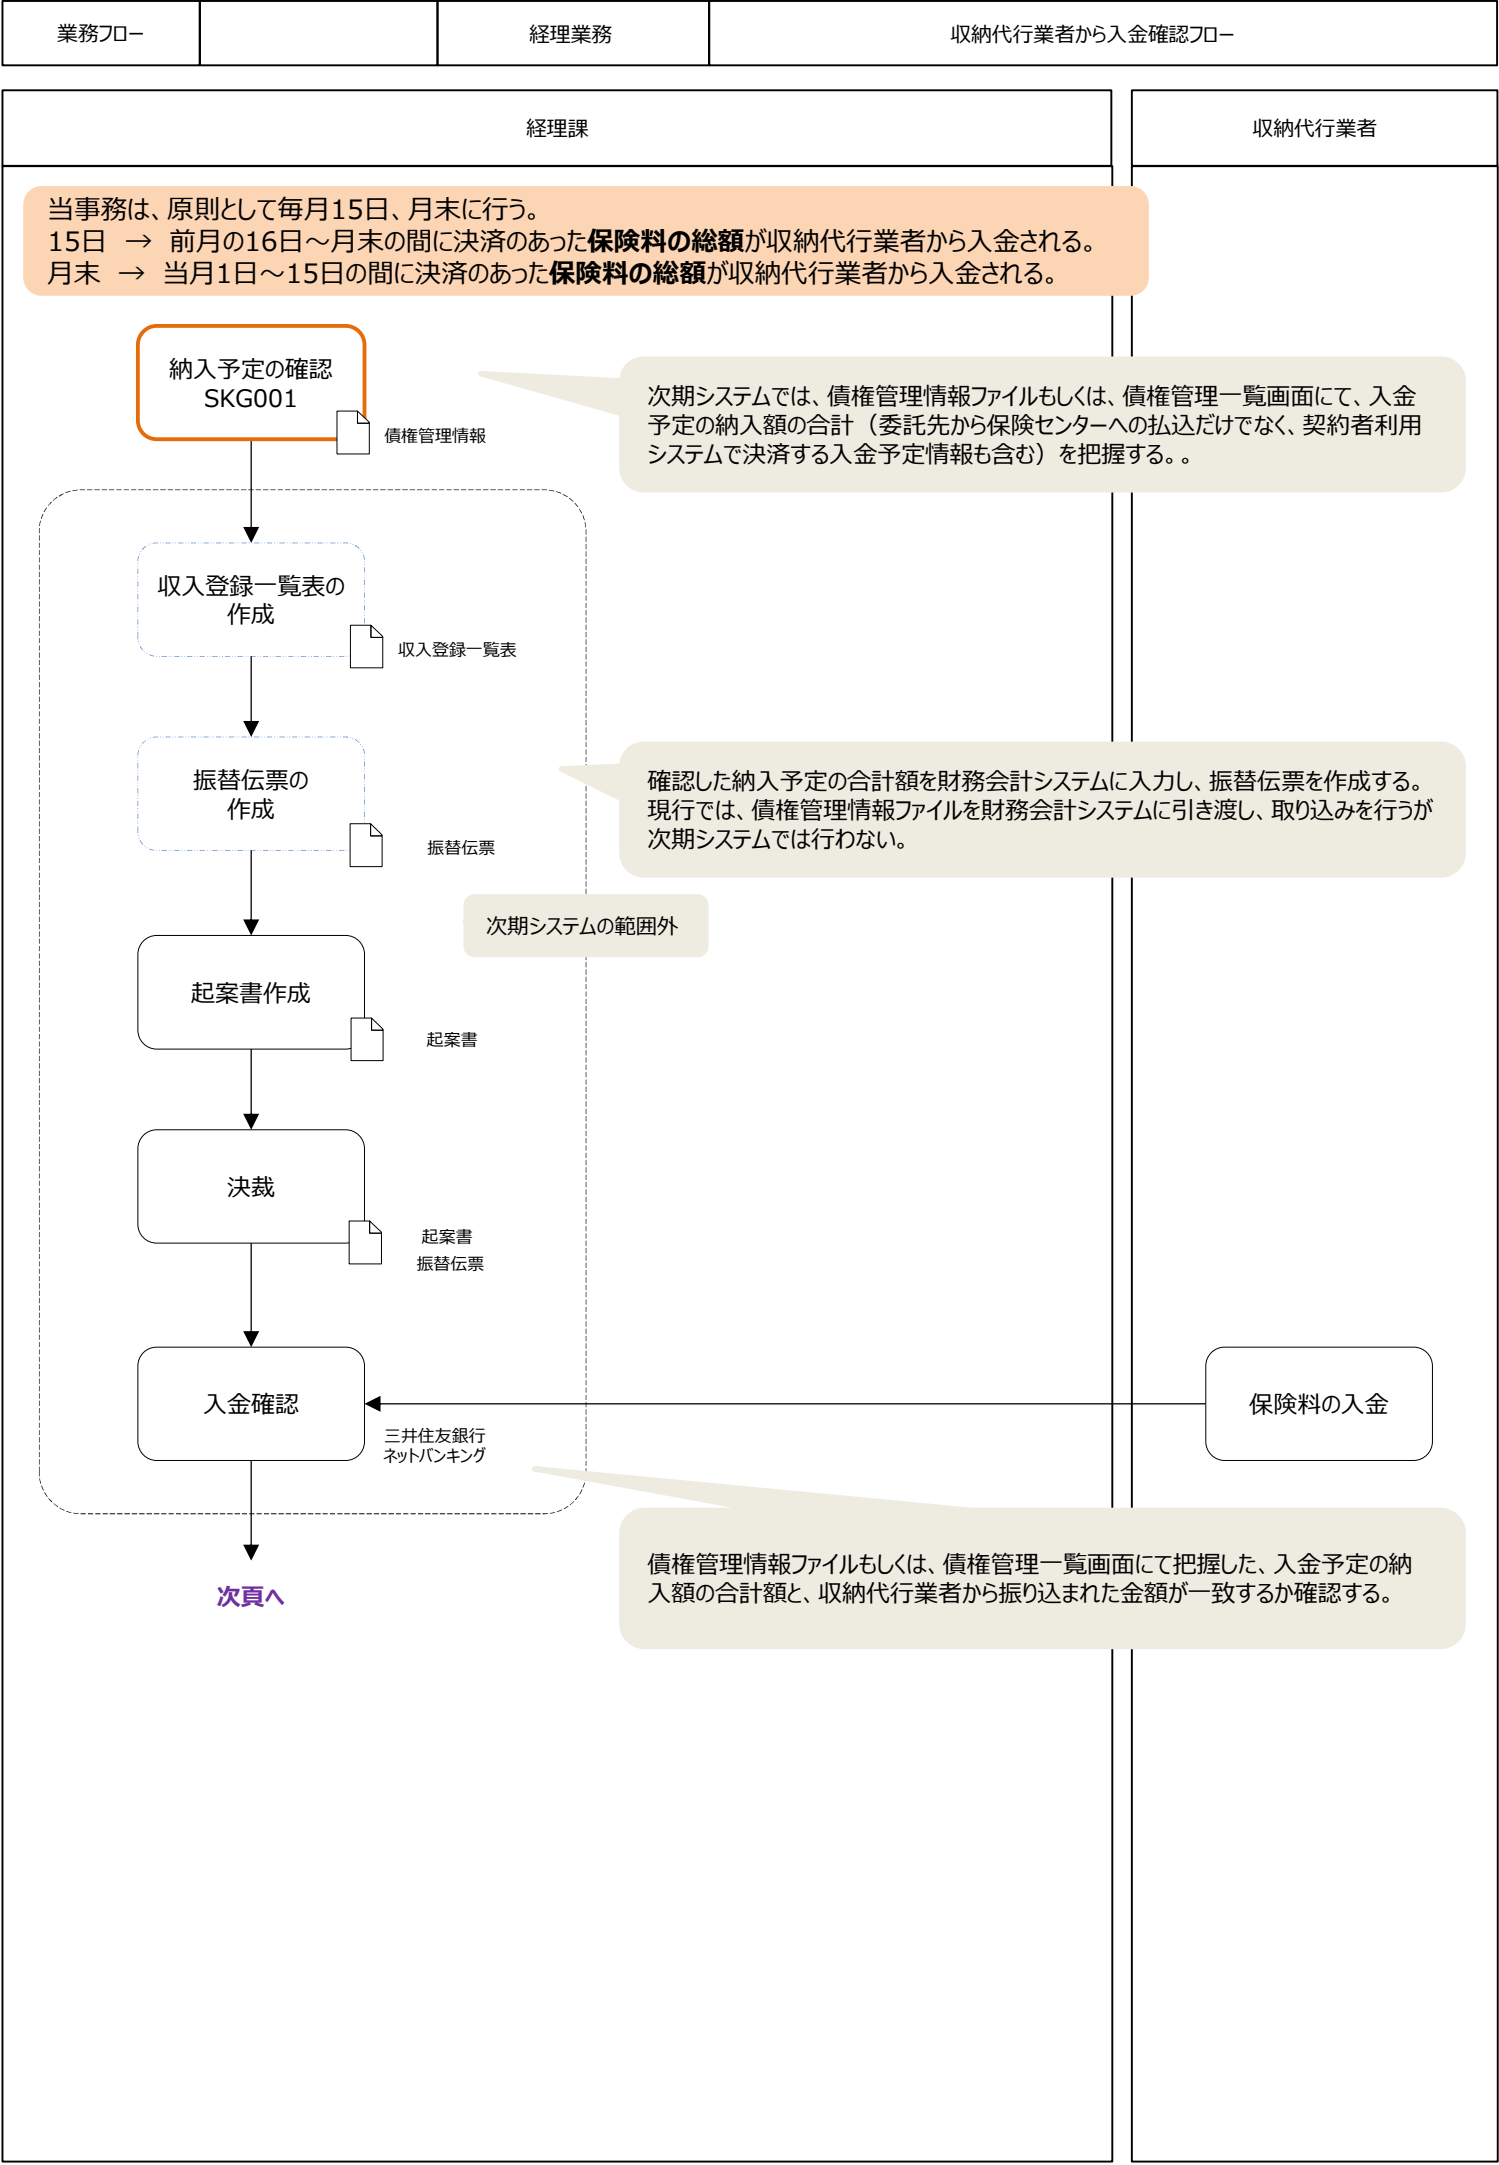 業務フロー
経理業務
収納代行業者から入金確認フロー
経理課
収納代行業者
当事務は、原則として毎月15日、月末に行う。
15日　→　前月の16日～月末の間に決済のあった保険料の総額が収納代行業者から入金される。
月末　→　当月1日～15日の間に決済のあった保険料の総額が収納代行業者から入金される。
納入予定の確認
SKG001
債権管理情報
次期システムでは、債権管理情報ファイルもしくは、債権管理一覧画面にて、入金
予定の納入額の合計（委託先から保険センターへの払込だけでなく、契約者利用
システムで決済する入金予定情報も含む）を把握する。。
収入登録一覧表の
作成
収入登録一覧表
振替伝票の
作成
振替伝票
確認した納入予定の合計額を財務会計システムに入力し、振替伝票を作成する。
現行では、債権管理情報ファイルを財務会計システムに引き渡し、取り込みを行うが
次期システムでは行わない。
次期システムの範囲外
起案書作成
起案書
決裁
起案書
振替伝票
入金確認
保険料の入金
三井住友銀行
ネットバンキング
債権管理情報ファイルもしくは、債権管理一覧画面にて把握した、入金予定の納
入額の合計額と、収納代行業者から振り込まれた金額が一致するか確認する。
次頁へ